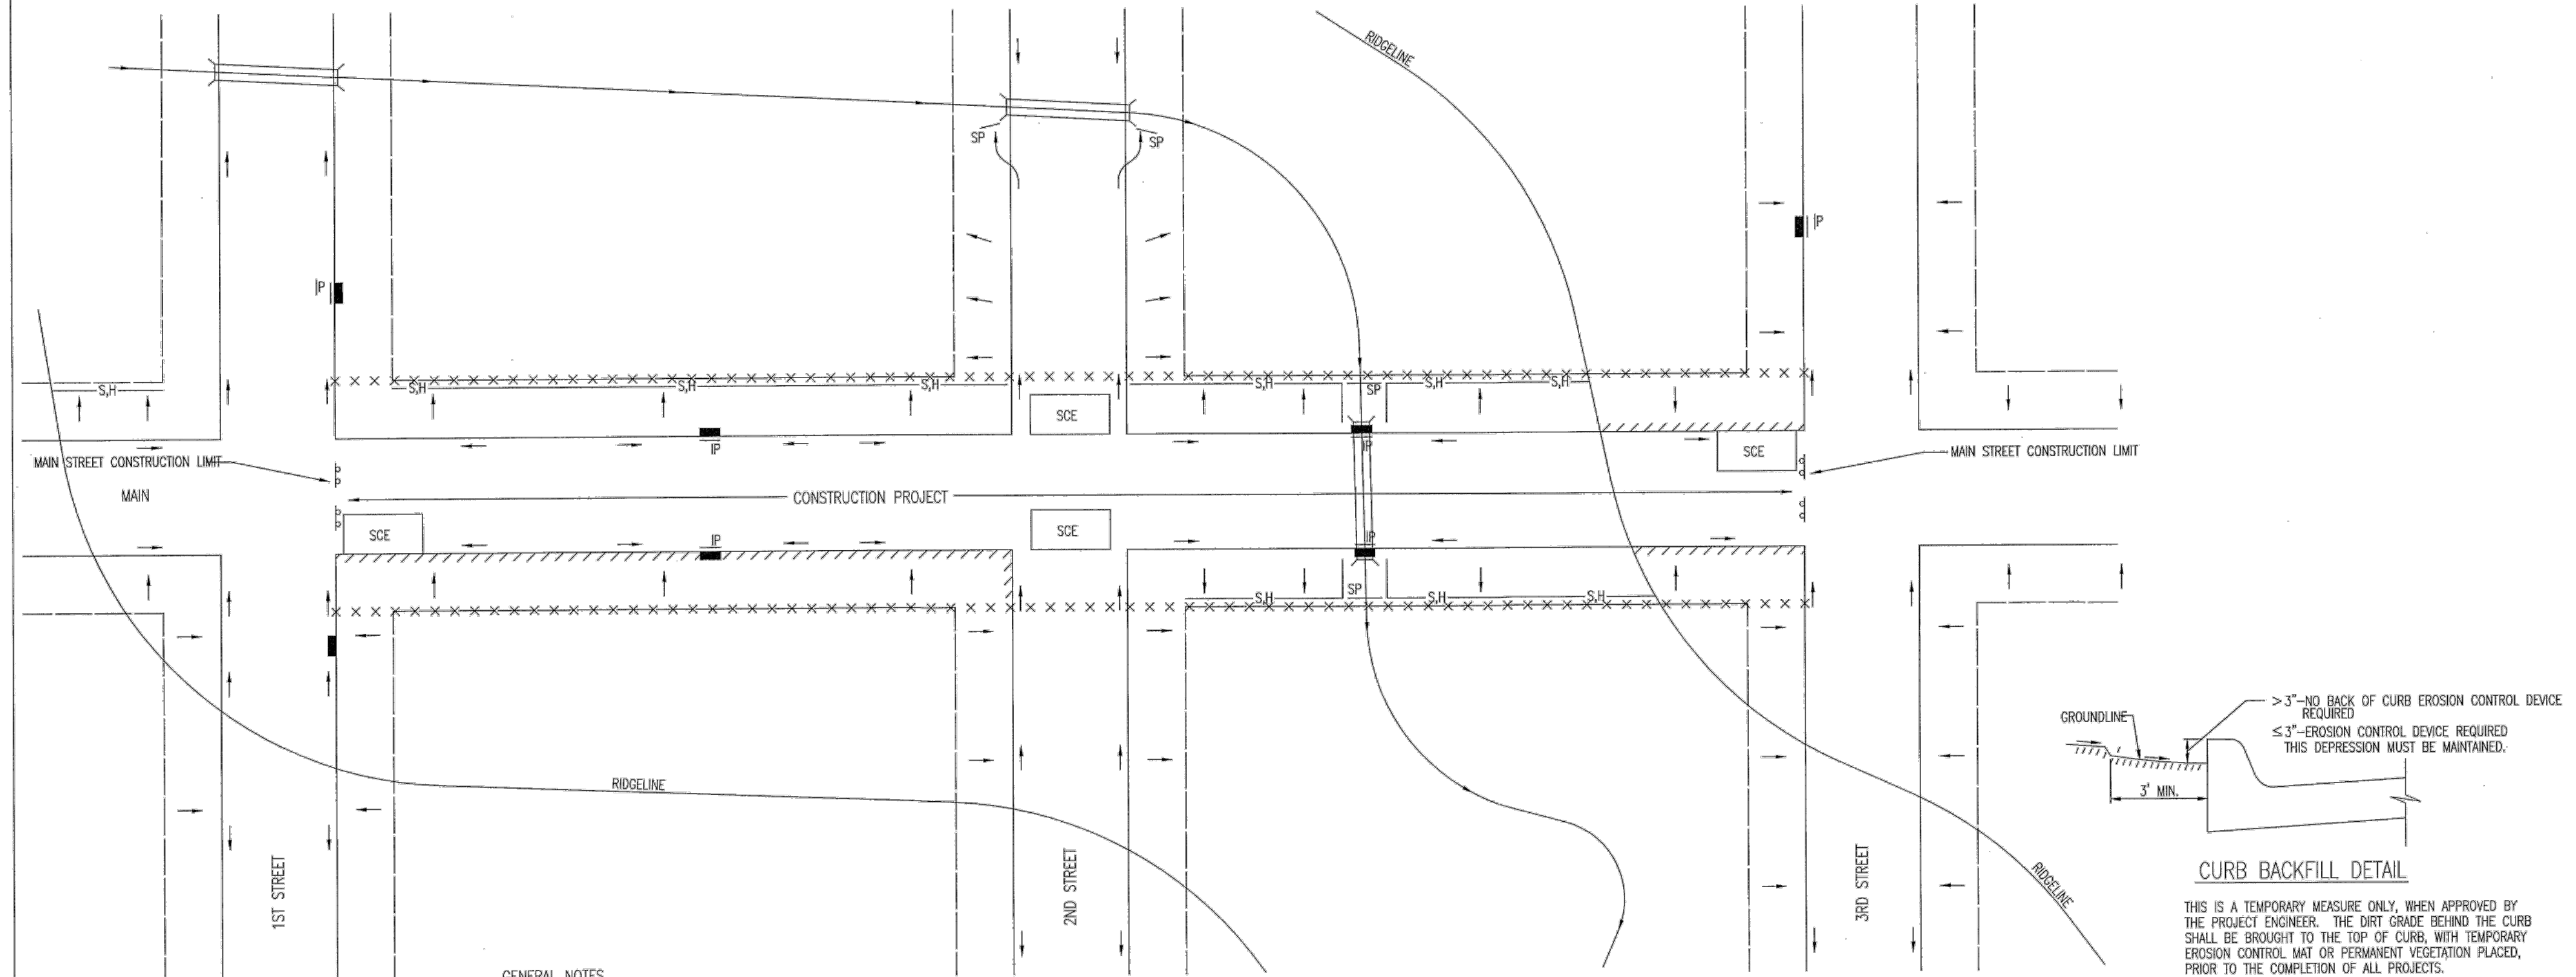 RIDGELINE
SP
SP
IP
IP
S,H
S,H
S,H
S,H
S,H
SP
S,H
S,H
SCE
IP
IP
SCE
MAIN STREET CONSTRUCTION LIMIT
MAIN STREET CONSTRUCTION LIMIT
MAIN
CONSTRUCTION PROJECT
SCE
SCE
IP
IP
S,H
SP
S,H
S,H
RIDGELINE
1ST STREET
2ND STREET
3RD STREET
RIDGELINE
GROUNDLINE
>3"-NO BACK OF CURB EROSION CONTROL DEVICE
REQUIRED
≤3"-EROSION CONTROL DEVICE REQUIRED
THIS DEPRESSION MUST BE MAINTAINED.
3' MIN.
CURB BACKFILL DETAIL
THIS IS A TEMPORARY MEASURE ONLY, WHEN APPROVED BY
THE PROJECT ENGINEER. THE DIRT GRADE BEHIND THE CURB
SHALL BE BROUGHT TO THE TOP OF CURB, WITH TEMPORARY
EROSION CONTROL MAT OR PERMANENT VEGETATION PLACED,
PRIOR TO THE COMPLETION OF ALL PROJECTS.
GENERAL NOTES